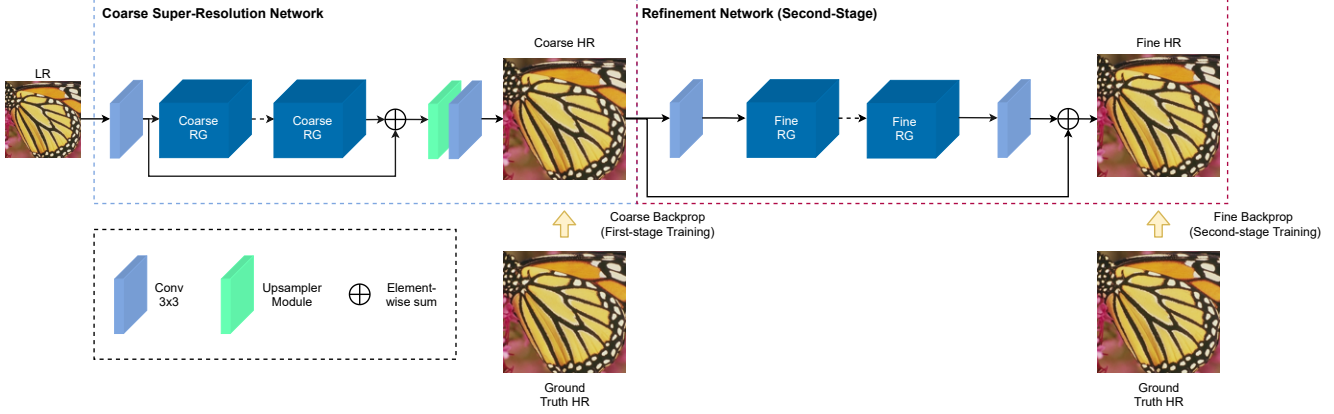 Coarse Super-Resolution Network
Refinement Network (Second-Stage)
LR
Coarse HR
Fine HR
Coarse
RG
Coarse
RG
Fine
RG
Fine
RG
Coarse Backprop
(First-stage Training)
Fine Backprop
(Second-stage Training)
Conv
3x3
Upsampler
Module
Element-
wise sum
Ground
Truth HR
Ground
Truth HR